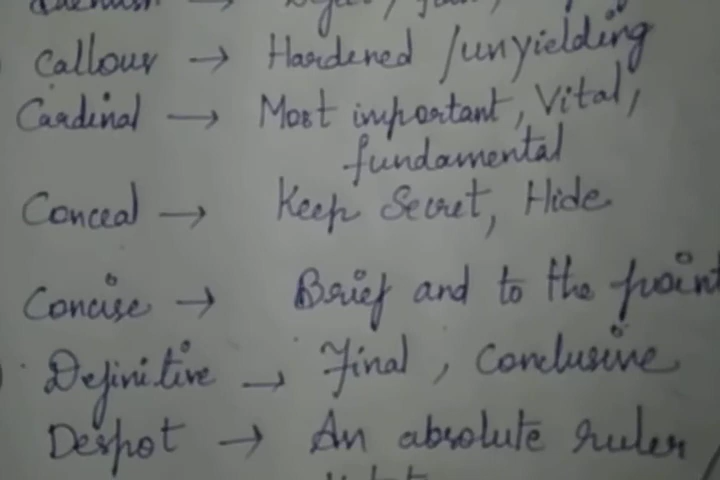 Callous → Hardened / unyielding
Cardinal → Most important, Vital,
fundamental
Conceal → Keep Secret, Hide
Concise → Brief and to the point
Definitive → Final, Conclusive
Despot → An absolute ruler